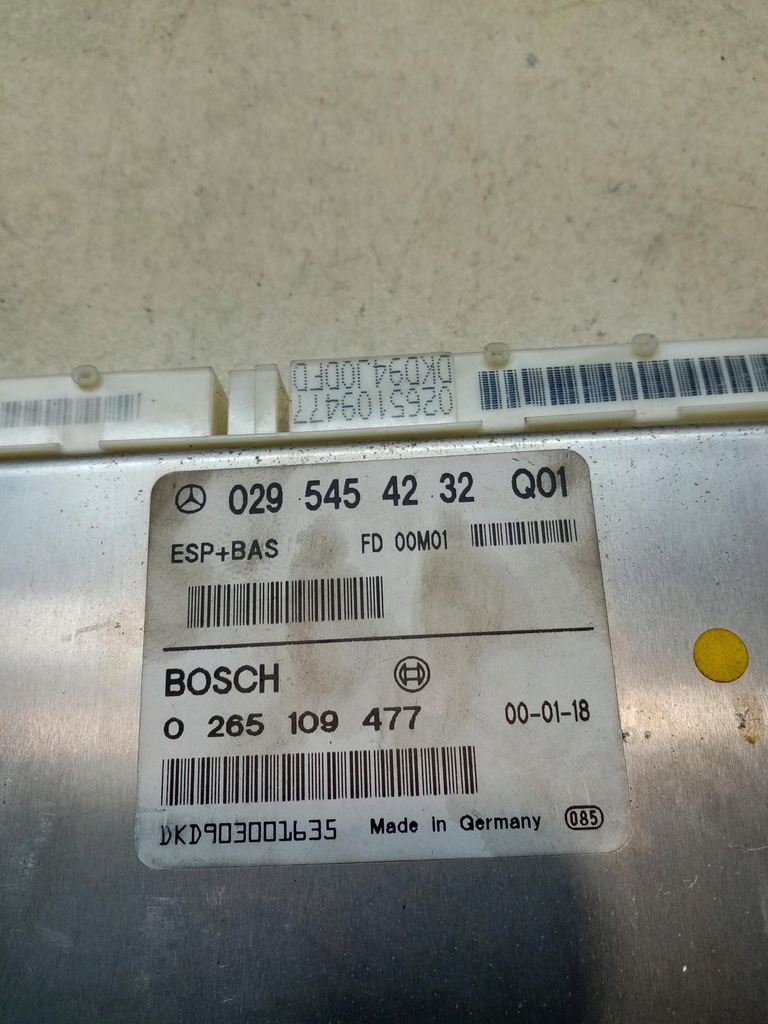 0265109477
DKD94J0DFD
029 545 42 32 Q01
ESP+BAS FD 00M01
BOSCH
0 265 109 477 00-01-18
DKD903001635 Made in Germany 085